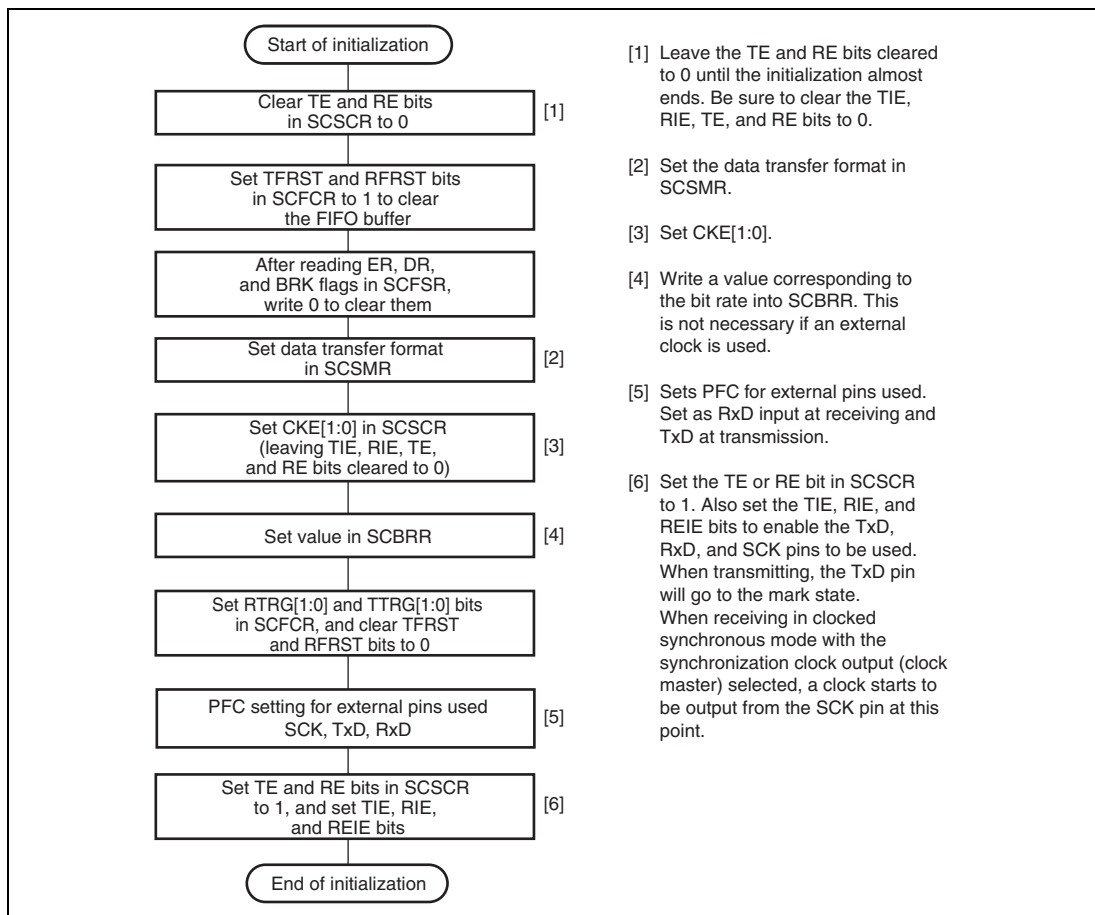 Start of initialization
Clear TE and RE bits
in SCSCR to 0
[1]
Set TFRST and RFRST bits
in SCFCR to 1 to clear
the FIFO buffer
After reading ER, DR,
and BRK flags in SCFSR,
write 0 to clear them
Set data transfer format
in SCSMR
[2]
Set CKE[1:0] in SCSCR
(leaving TIE, RIE, TE,
and RE bits cleared to 0)
[3]
Set value in SCBRR
[4]
Set RTRG[1:0] and TTRG[1:0] bits
in SCFCR, and clear TFRST
and RFRST bits to 0
PFC setting for external pins used
SCK, TxD, RxD
[5]
Set TE and RE bits in SCSCR
to 1, and set TIE, RIE,
and REIE bits
[6]
End of initialization
[1] Leave the TE and RE bits cleared
to 0 until the initialization almost
ends. Be sure to clear the TIE,
RIE, TE, and RE bits to 0.
[2] Set the data transfer format in
SCSMR.
[3] Set CKE[1:0].
[4] Write a value corresponding to
the bit rate into SCBRR. This
is not necessary if an external
clock is used.
[5] Sets PFC for external pins used.
Set as RxD input at receiving and
TxD at transmission.
[6] Set the TE or RE bit in SCSCR
to 1. Also set the TIE, RIE, and
REIE bits to enable the TxD,
RxD, and SCK pins to be used.
When transmitting, the TxD pin
will go to the mark state.
When receiving in clocked
synchronous mode with the
synchronization clock output (clock
master) selected, a clock starts to
be output from the SCK pin at this
point.